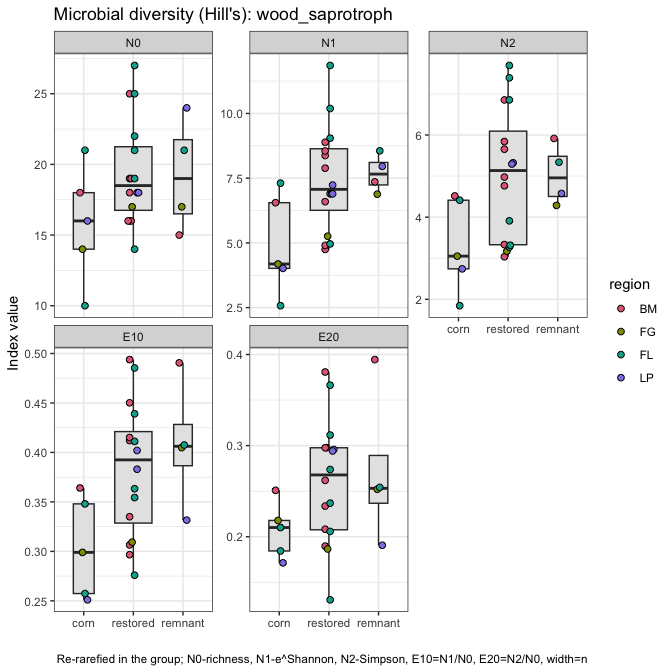 Microbial diversity (Hill's): wood_saprotroph
N0
N1
N2
25
20
15
10
10.0
7.5
5.0
2.5
6
4
2
corn restored remnant
Index value
E10
E20
0.50
0.45
0.40
0.35
0.30
0.25
0.4
0.3
0.2
corn restored remnant
corn restored remnant
region
BM
FG
FL
LP
Re-rarefied in the group; N0-richness, N1-e^Shannon, N2-Simpson, E10=N1/N0, E20=N2/N0, width=n